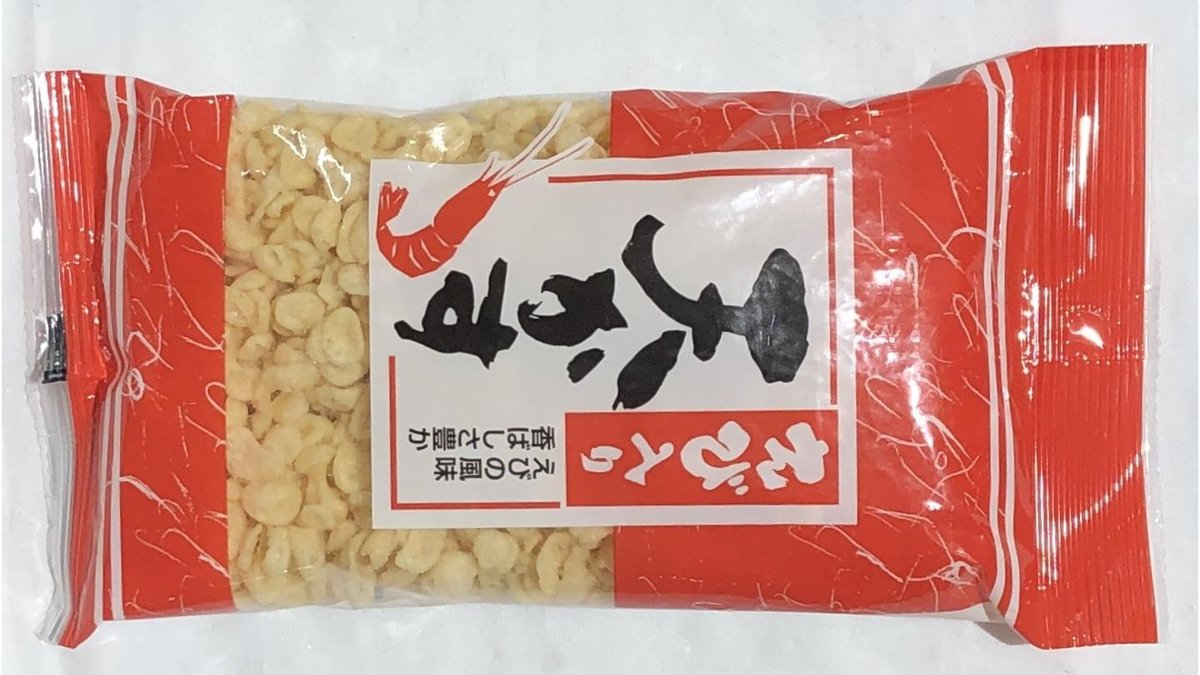 えび入り
天かす
えびの風味
香ばしさ豊か